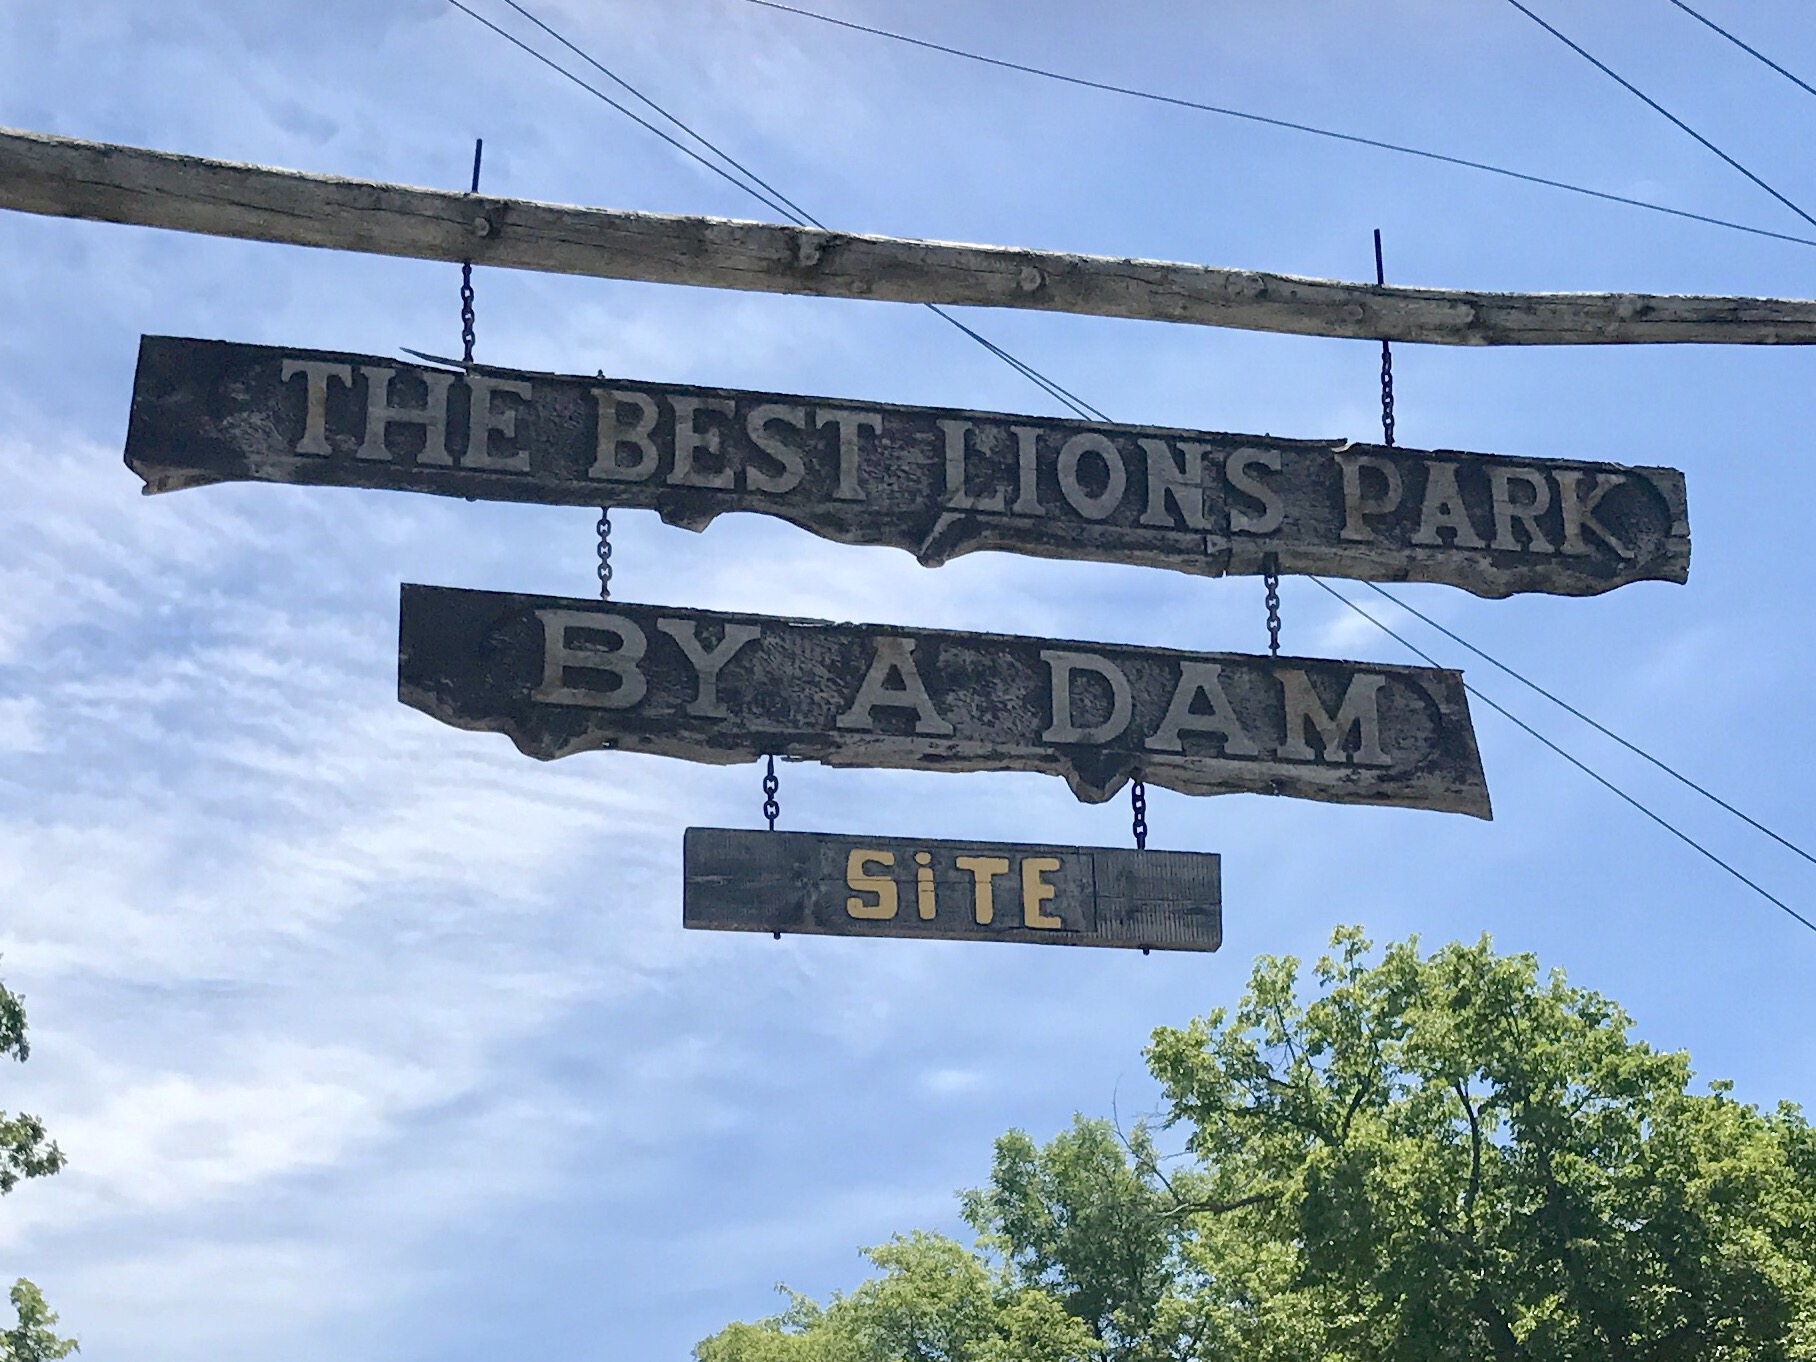 THE BEST LIONS PARK
BY A DAM
SiTE